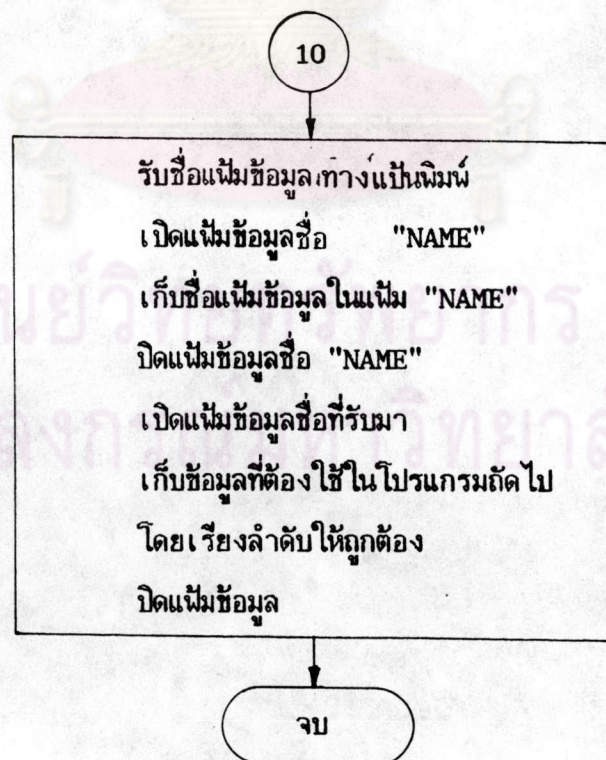 10
รับชื่อแฟ้มข้อมูลทางแป้นพิมพ์
เปิดแฟ้มข้อมูลชื่อ "NAME"
เก็บชื่อแฟ้มข้อมูลในแฟ้ม "NAME"
ปิดแฟ้มข้อมูลชื่อ "NAME"
เปิดแฟ้มข้อมูลชื่อที่รับมา
เก็บข้อมูลที่ต้องใช้ในโปรแกรมถัดไป
โดยเรียงลำดับให้ถูกต้อง
ปิดแฟ้มข้อมูล
จบ